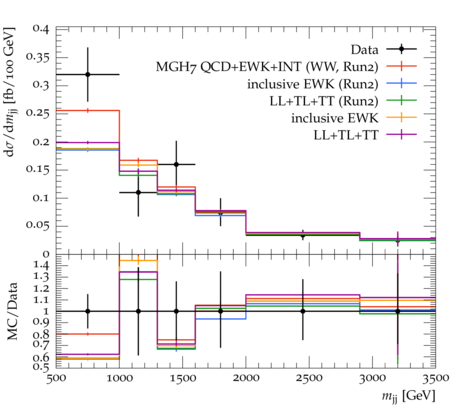 0.4
0.35
0.3
0.25
0.2
0.15
0.1
0.05
0
dσ/dm_jj [fb/100 GeV]
Data
MGH7 QCD+EWK+INT (WW, Run2)
inclusive EWK (Run2)
LL+TL+TT (Run2)
inclusive EWK
LL+TL+TT
1.4
1.3
1.2
1.1
1
0.9
0.8
0.7
0.6
0.5
MC/Data
500 1000 1500 2000 2500 3000 3500
m_jj [GeV]